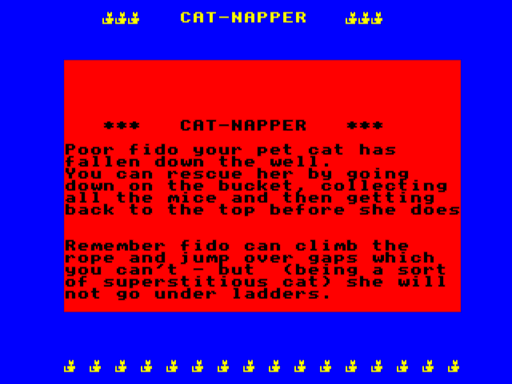 CAT-NAPPER
*** CAT-NAPPER ***
Poor fido your pet cat has
fallen down the well.
You can rescue her by going
down on the bucket, collecting
all the mice and then getting
back to the top before she does
Remember fido can climb the
rope and jump over gaps which
you can't - but (being a sort
of superstitious cat) she will
not go under ladders.